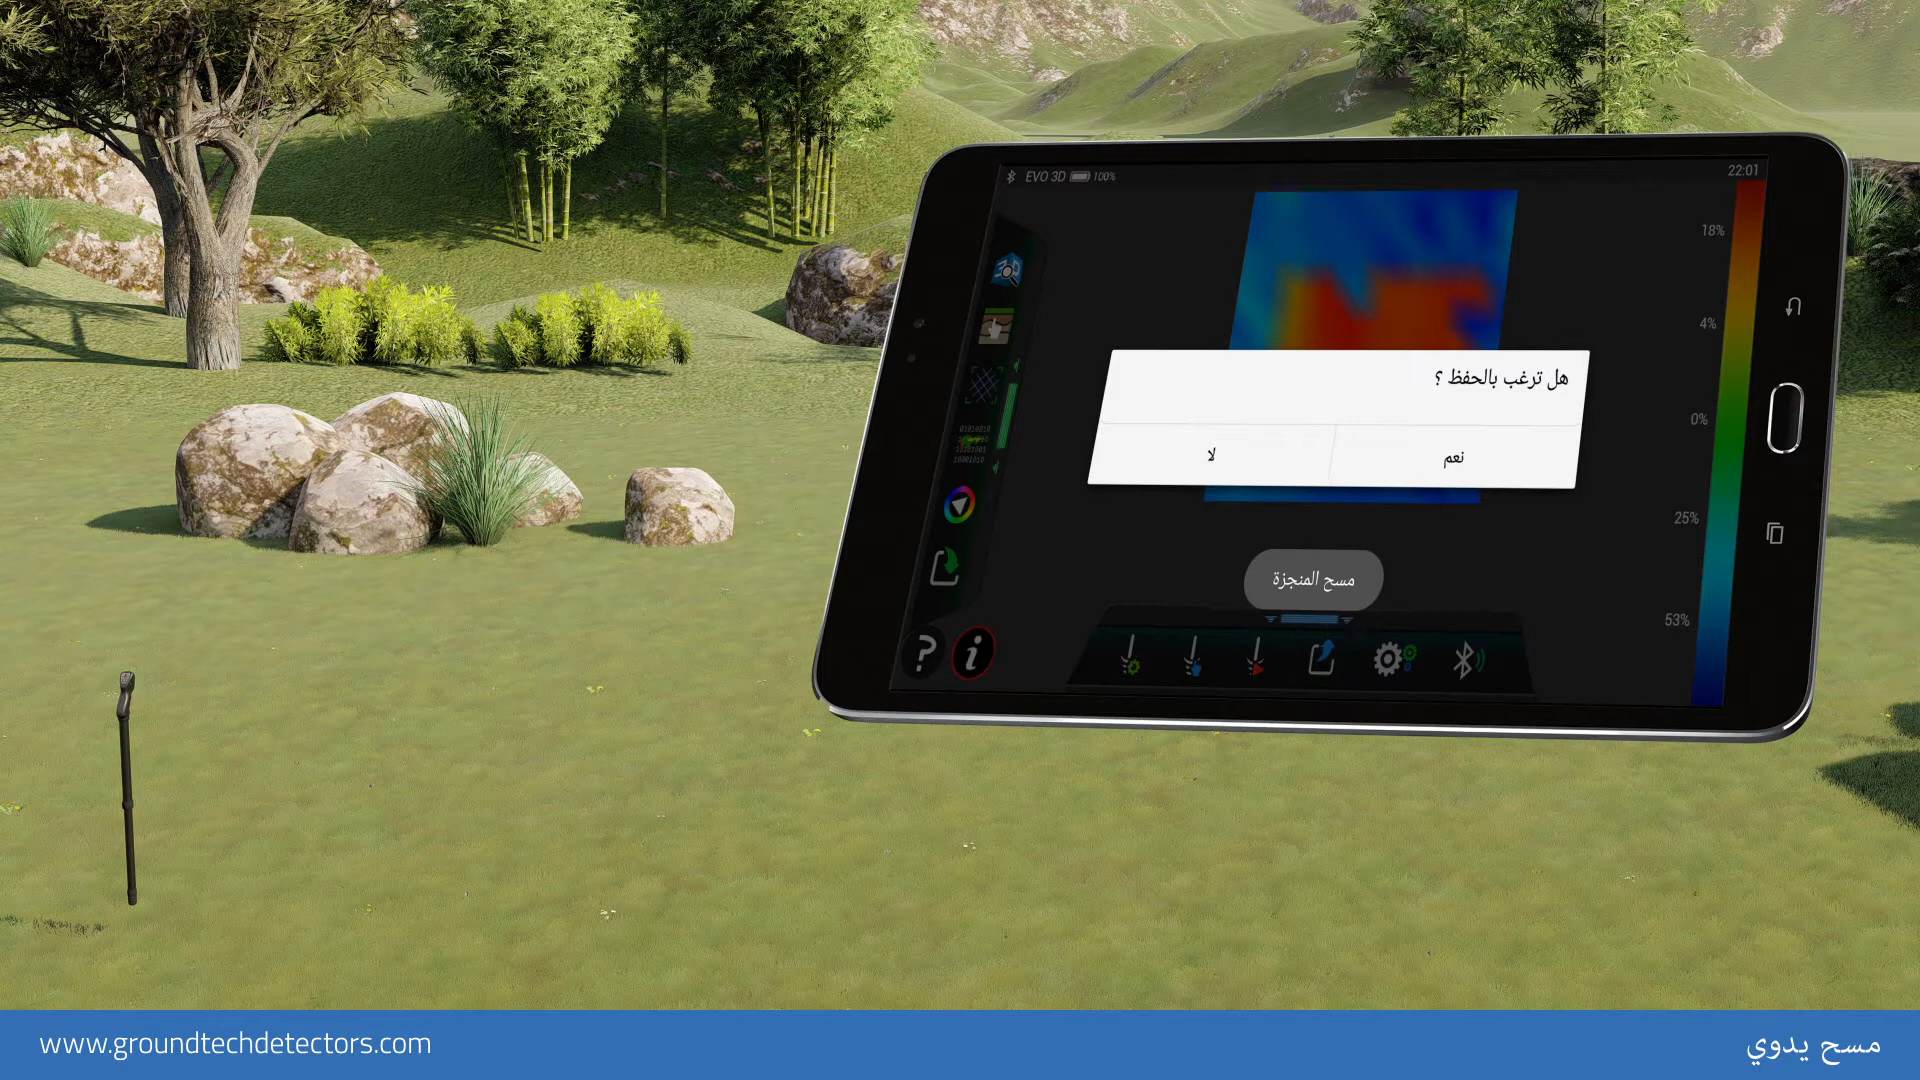 EVO 3D 100%
22:01
18%
4%
0%
25%
53%
هل ترغب بالحفظ ؟
نعم
لا
مسح المنجزة
?
i
www.groundtechdetectors.com
مسح يدوي